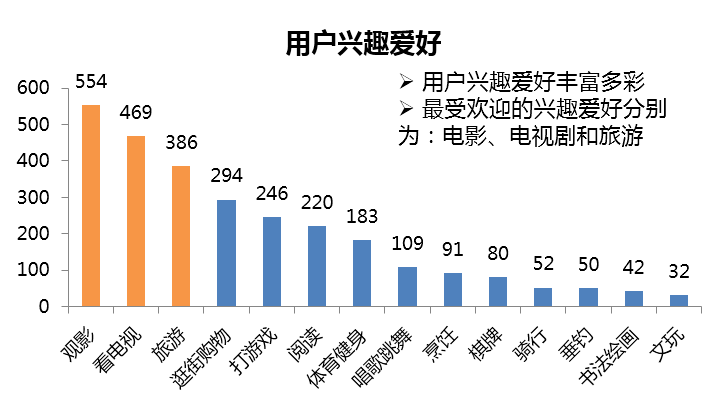 用户兴趣爱好
➢ 用户兴趣爱好丰富多彩
➢ 最受欢迎的兴趣爱好分别
为：电影、电视剧和旅游
600
500
400
300
200
100
0
554
469
386
294
246
220
183
109
91
80
52
50
42
32
观影
看电视
旅游
逛街购物
打游戏
阅读
体育健身
唱歌跳舞
烹饪
棋牌
骑行
垂钓
书法绘画
文玩